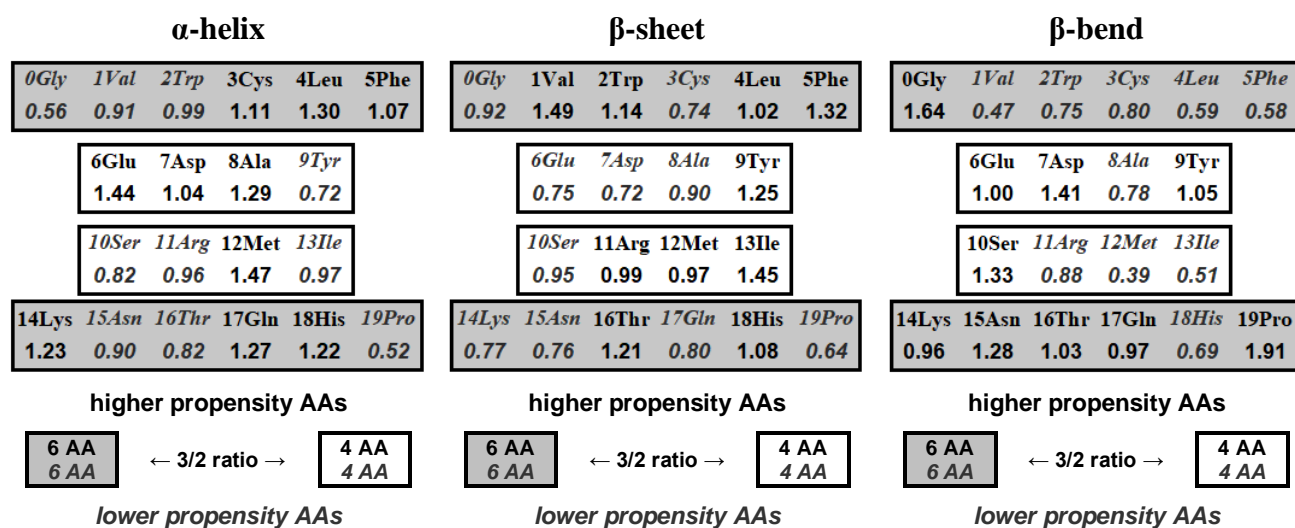 α-helix β-sheet β-bend
0Gly 1Val 2Trp 3Cys 4Leu 5Phe 0Gly 1Val 2Trp 3Cys 4Leu 5Phe 0Gly 1Val 2Trp 3Cys 4Leu 5Phe
0.56 0.91 0.99 1.11 1.30 1.07 0.92 1.49 1.14 0.74 1.02 1.32 1.64 0.47 0.75 0.80 0.59 0.58
6Glu 7Asp 8Ala 9Tyr 6Glu 7Asp 8Ala 9Tyr 6Glu 7Asp 8Ala 9Tyr
1.44 1.04 1.29 0.72 0.75 0.72 0.90 1.25 1.00 1.41 0.78 1.05
10Ser 11Arg 12Met 13Ile 10Ser 11Arg 12Met 13Ile 10Ser 11Arg 12Met 13Ile
0.82 0.96 1.47 0.97 0.95 0.99 0.97 1.45 1.33 0.88 0.39 0.51
14Lys 15Asn 16Thr 17Gln 18His 19Pro 14Lys 15Asn 16Thr 17Gln 18His 19Pro 14Lys 15Asn 16Thr 17Gln 18His 19Pro
1.23 0.90 0.82 1.27 1.22 0.52 0.77 0.76 1.21 0.80 1.08 0.64 0.96 1.28 1.03 0.97 0.69 1.91
higher propensity AAs higher propensity AAs higher propensity AAs
6 AA 4 AA 6 AA 4 AA 6 AA 4 AA
← 3/2 ratio → ← 3/2 ratio → ← 3/2 ratio →
6 AA 4 AA 6 AA 4 AA 6 AA 4 AA
lower propensity AAs lower propensity AAs lower propensity AAs